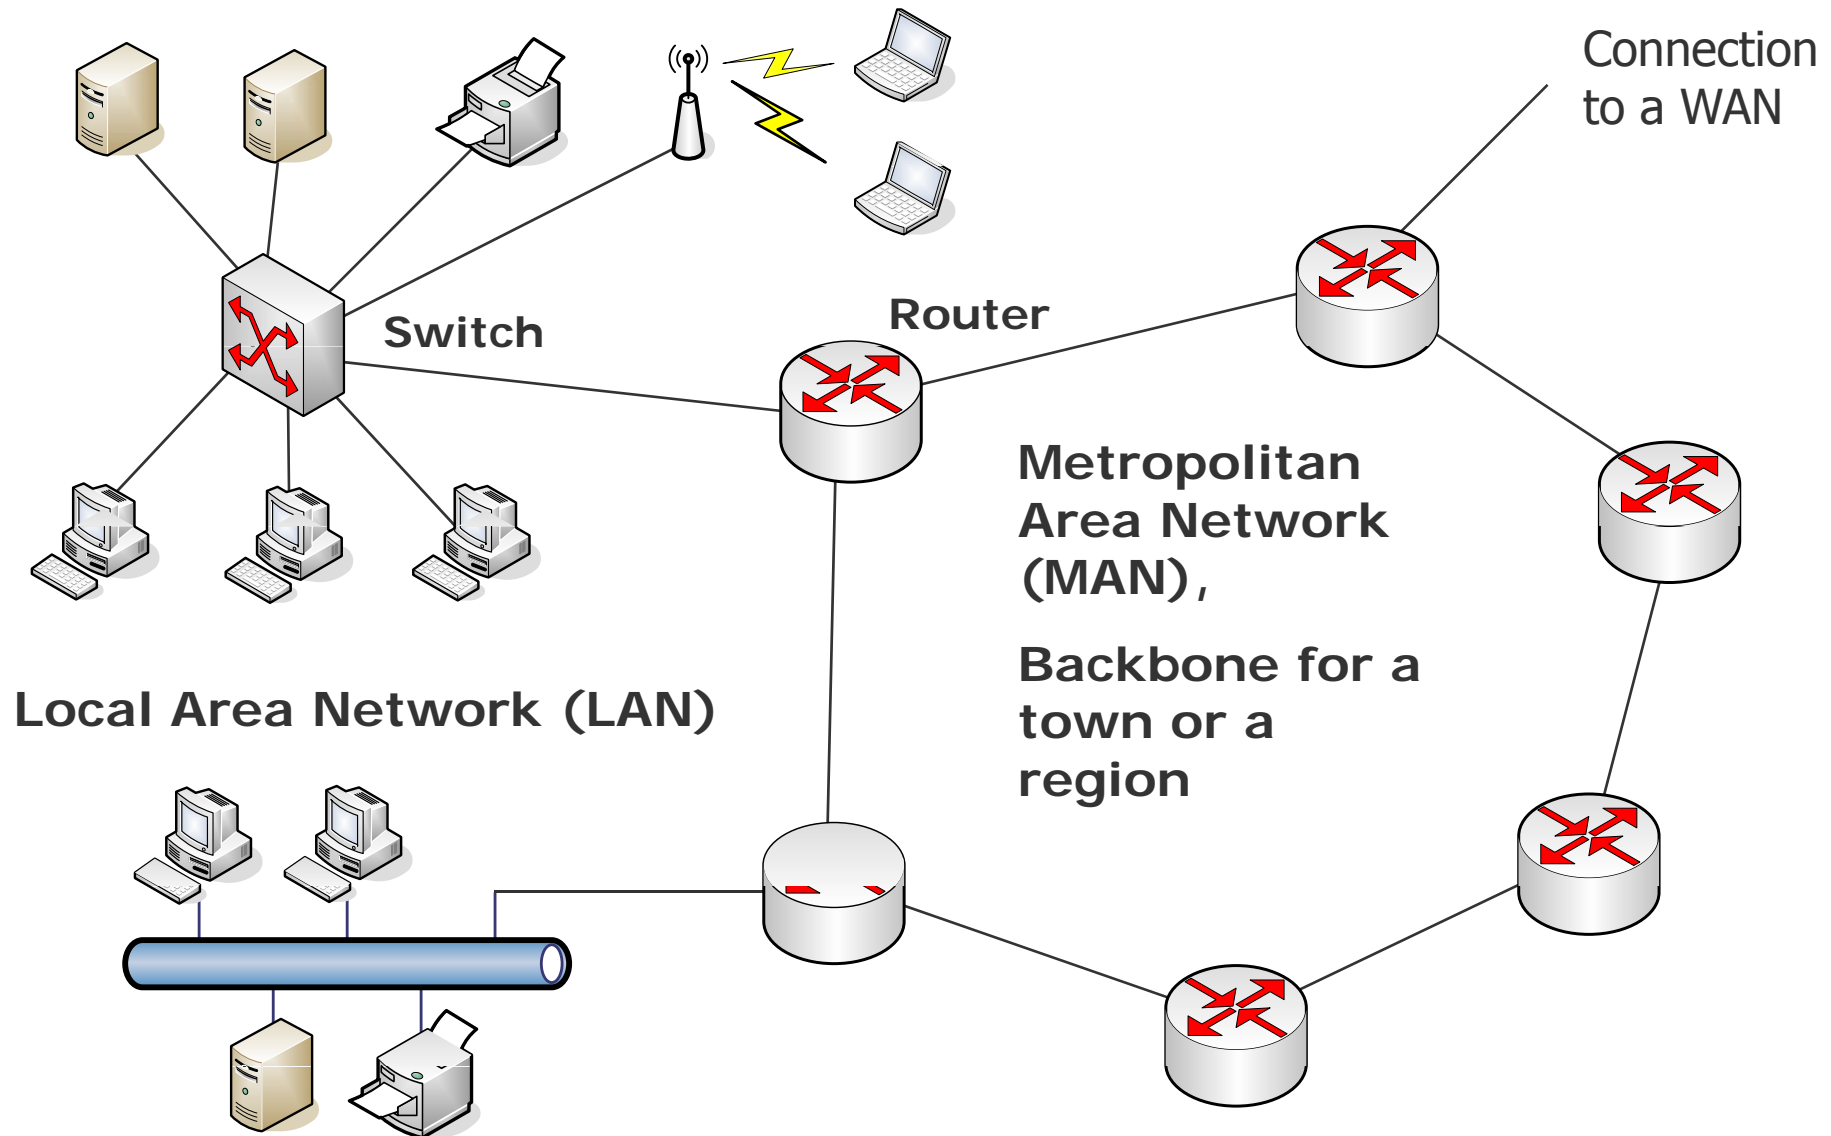 Connection
to a WAN
Switch
Router
Metropolitan
Area Network
(MAN),
Backbone for a
town or a
region
Local Area Network (LAN)